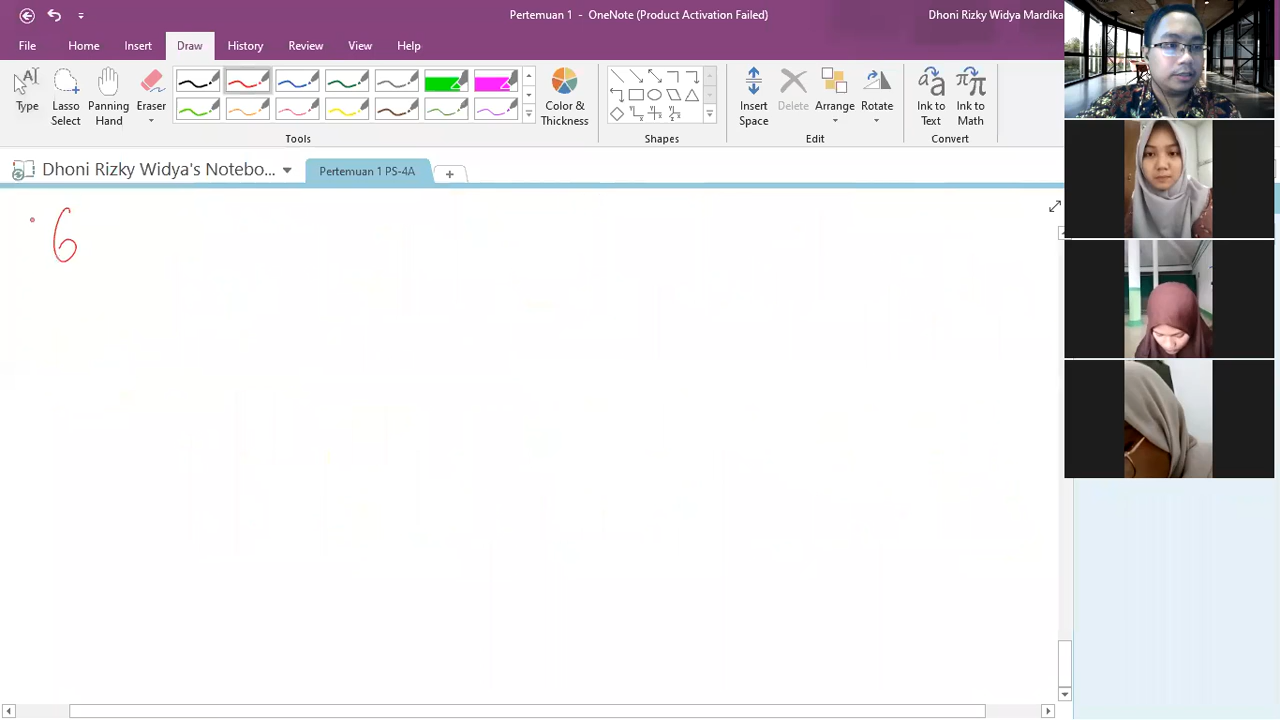 Pertemuan 1 - OneNote (Product Activation Failed)
Dhoni Rizky Widya Mardika
File Home Insert Draw History Review View Help
Type
Lasso Select
Panning Hand
Eraser
Color & Thickness
Insert Space
Delete
Arrange
Rotate
Ink to Text
Ink to Math
Tools
Shapes
Edit
Convert
Dhoni Rizky Widya's Notebo...
Pertemuan 1 PS-4A
6